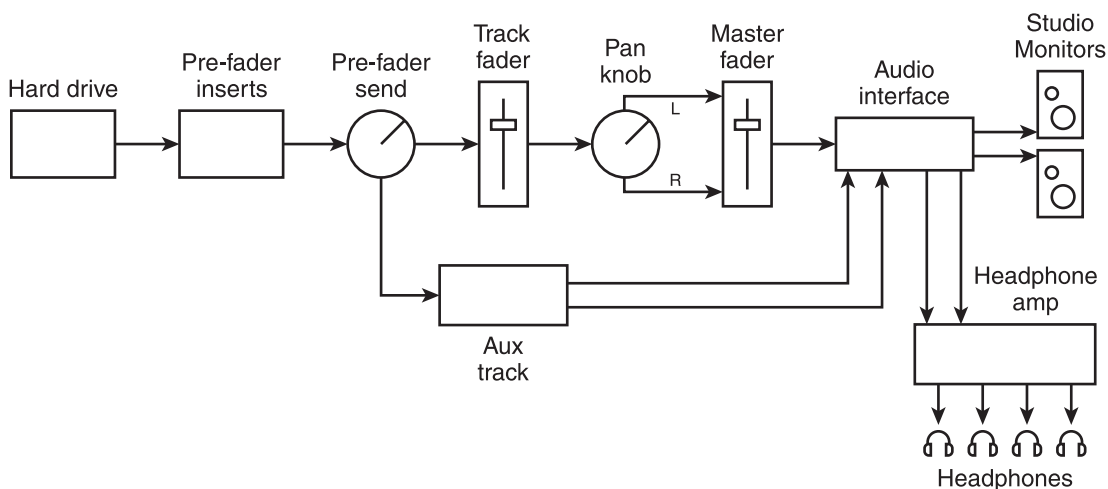 Hard drive
Pre-fader
inserts
Pre-fader
send
Track
fader
Pan
knob
L
R
Master
fader
Audio
interface
Studio
Monitors
Aux
track
Headphone
amp
Headphones